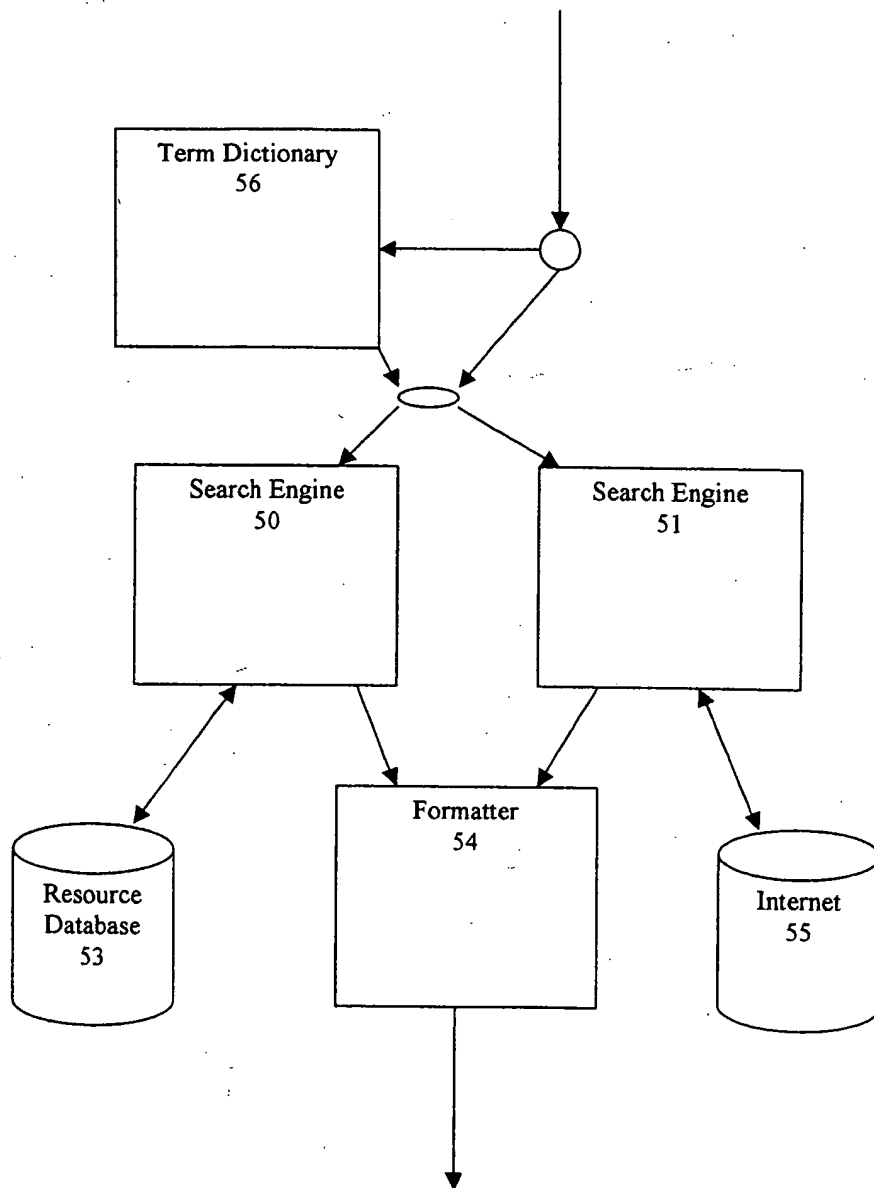 Term Dictionary
56
Search Engine
50
Search Engine
51
Formatter
54
Resource
Database
53
Internet
55